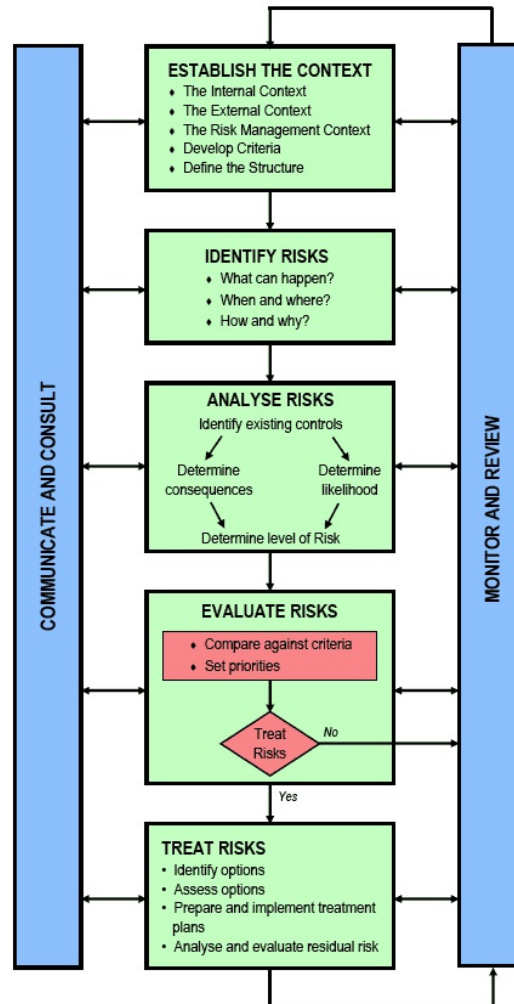 COMMUNICATE AND CONSULT
ESTABLISH THE CONTEXT
♦ The Internal Context
♦ The External Context
♦ The Risk Management Context
♦ Develop Criteria
♦ Define the Structure
IDENTIFY RISKS
♦ What can happen?
♦ When and where?
♦ How and why?
ANALYSE RISKS
Identify existing controls
Determine
consequences
Determine
likelihood
Determine level of Risk
EVALUATE RISKS
♦ Compare against criteria
♦ Set priorities
Treat
Risks
No
Yes
TREAT RISKS
• Identify options
• Assess options
• Prepare and implement treatment
plans
• Analyse and evaluate residual risk
MONITOR AND REVIEW